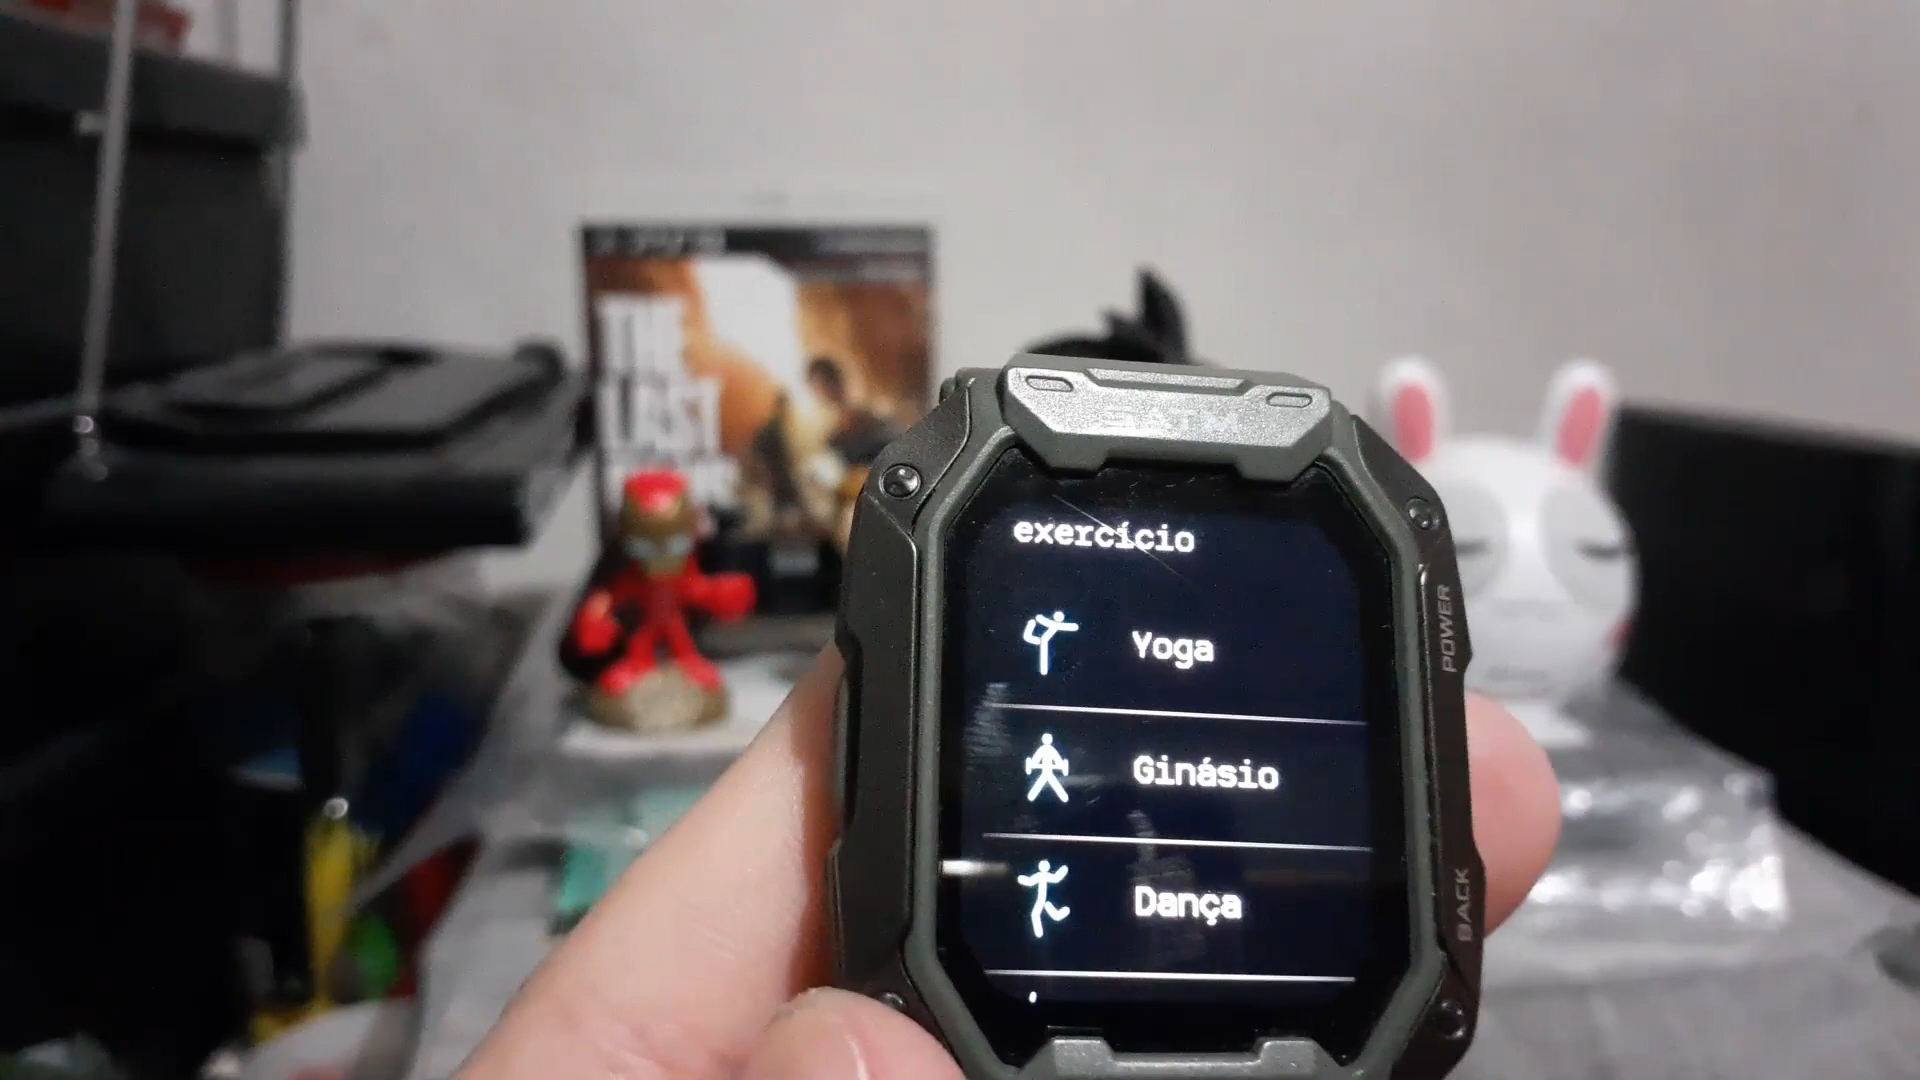 THE
LAST
exercício
Yoga
Ginásio
Dança
POWER
BACK